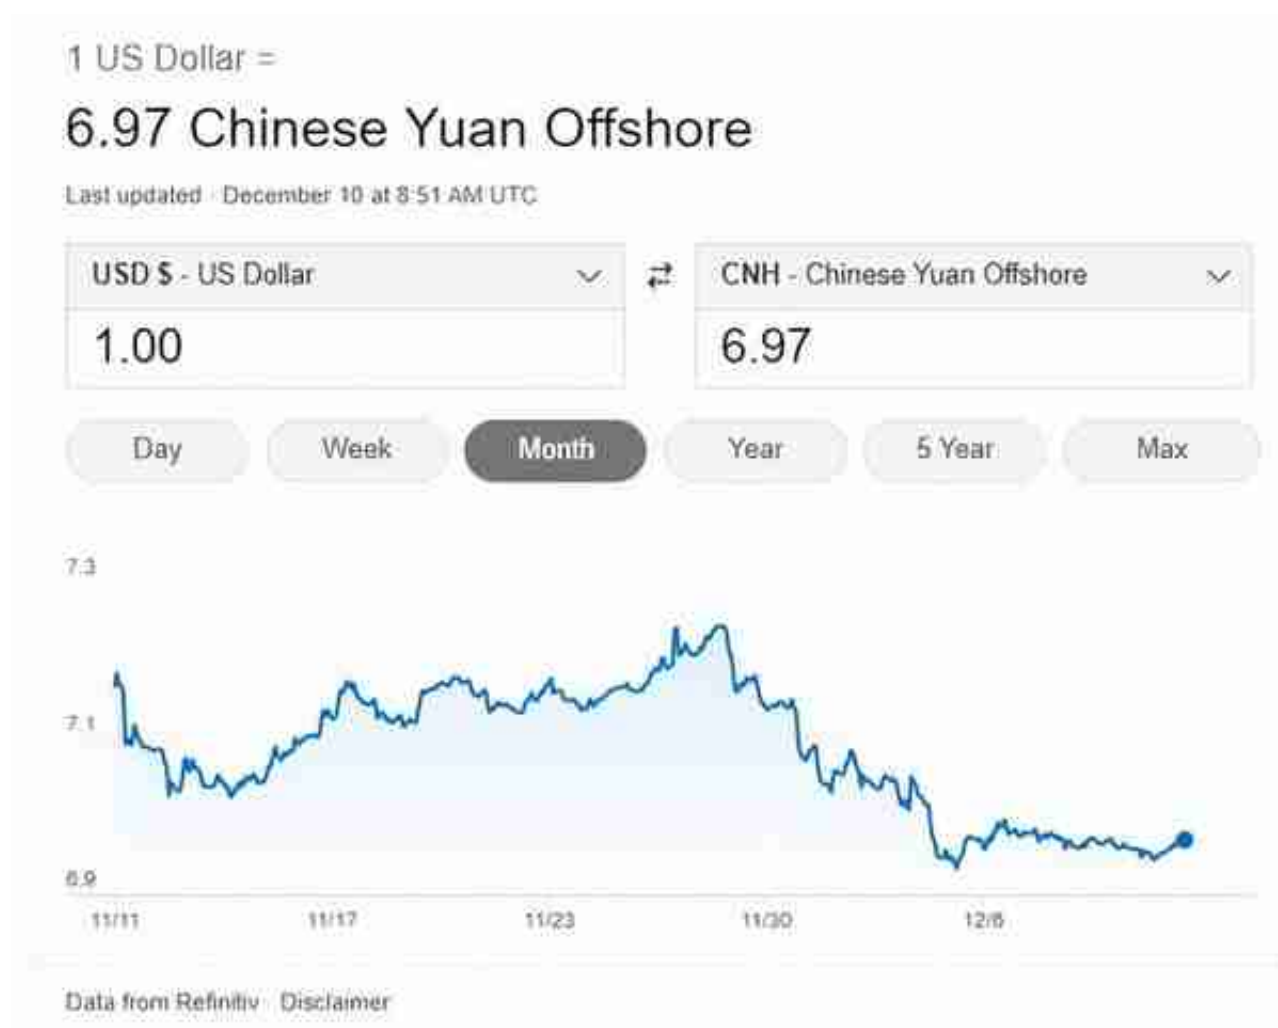 1 US Dollar =
6.97 Chinese Yuan Offshore
Last updated · December 10 at 8:51 AM UTC
USD $ - US Dollar
CNH - Chinese Yuan Offshore
1.00
6.97
Day
Week
Month
Year
5 Year
Max
7.3
7.1
6.9
11/11
11/17
11/23
11/30
12/6
Data from Refinitiv · Disclaimer